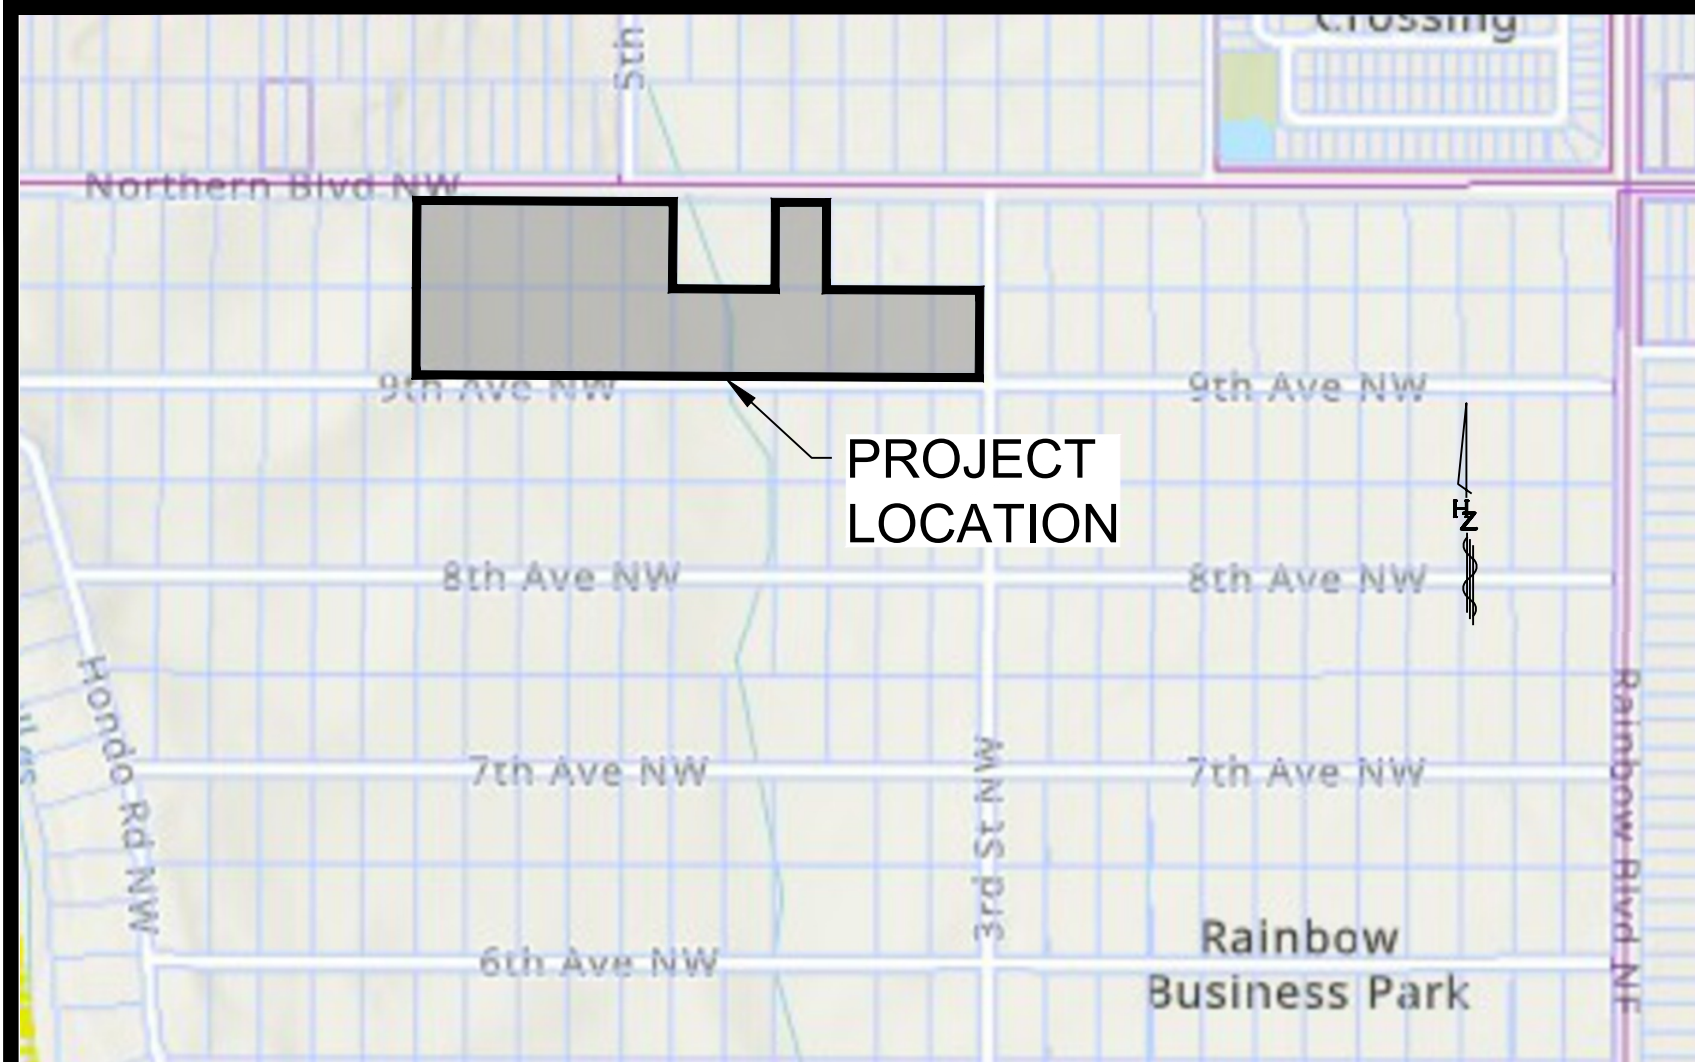 Crossing
5th
Northern Blvd NW
9th Ave NW
9th Ave NW
PROJECT
LOCATION
N
8th Ave NW
8th Ave NW
Hondo Rd NW
7th Ave NW
7th Ave NW
3rd St NW
Rainbow Blvd NE
Rainbow
Business Park
6th Ave NW